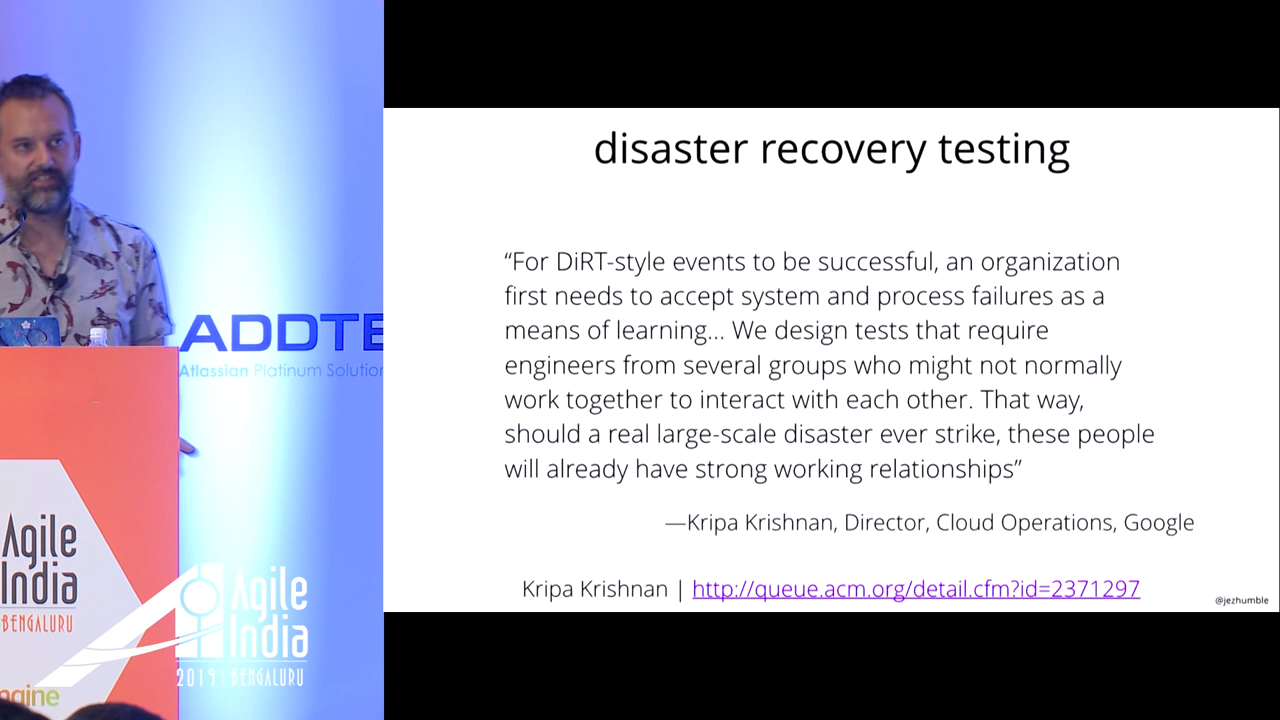 disaster recovery testing
“For DiRT-style events to be successful, an organization
first needs to accept system and process failures as a
means of learning... We design tests that require
engineers from several groups who might not normally
work together to interact with each other. That way,
should a real large-scale disaster ever strike, these people
will already have strong working relationships”
—Kripa Krishnan, Director, Cloud Operations, Google
Kripa Krishnan | http://queue.acm.org/detail.cfm?id=2371297
@jezhumble
ADDTE
Atlassian Platinum Solution
Agile
India
BENGALURU
Agile
India
2019 BENGALURU
ngine